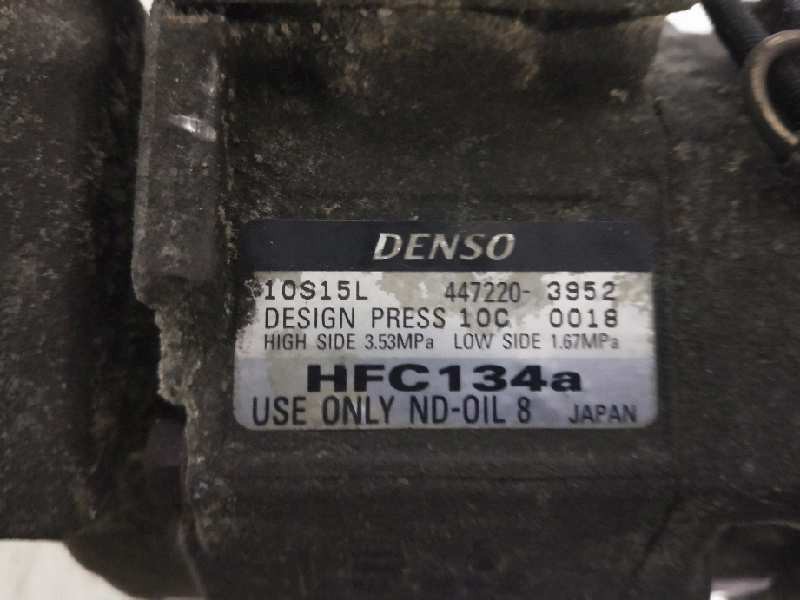 DENSO
10S15L 447220-3952
DESIGN PRESS 10C 0018
HIGH SIDE 3.53MPa LOW SIDE 1.67MPa
HFC134a
USE ONLY ND-OIL 8 JAPAN